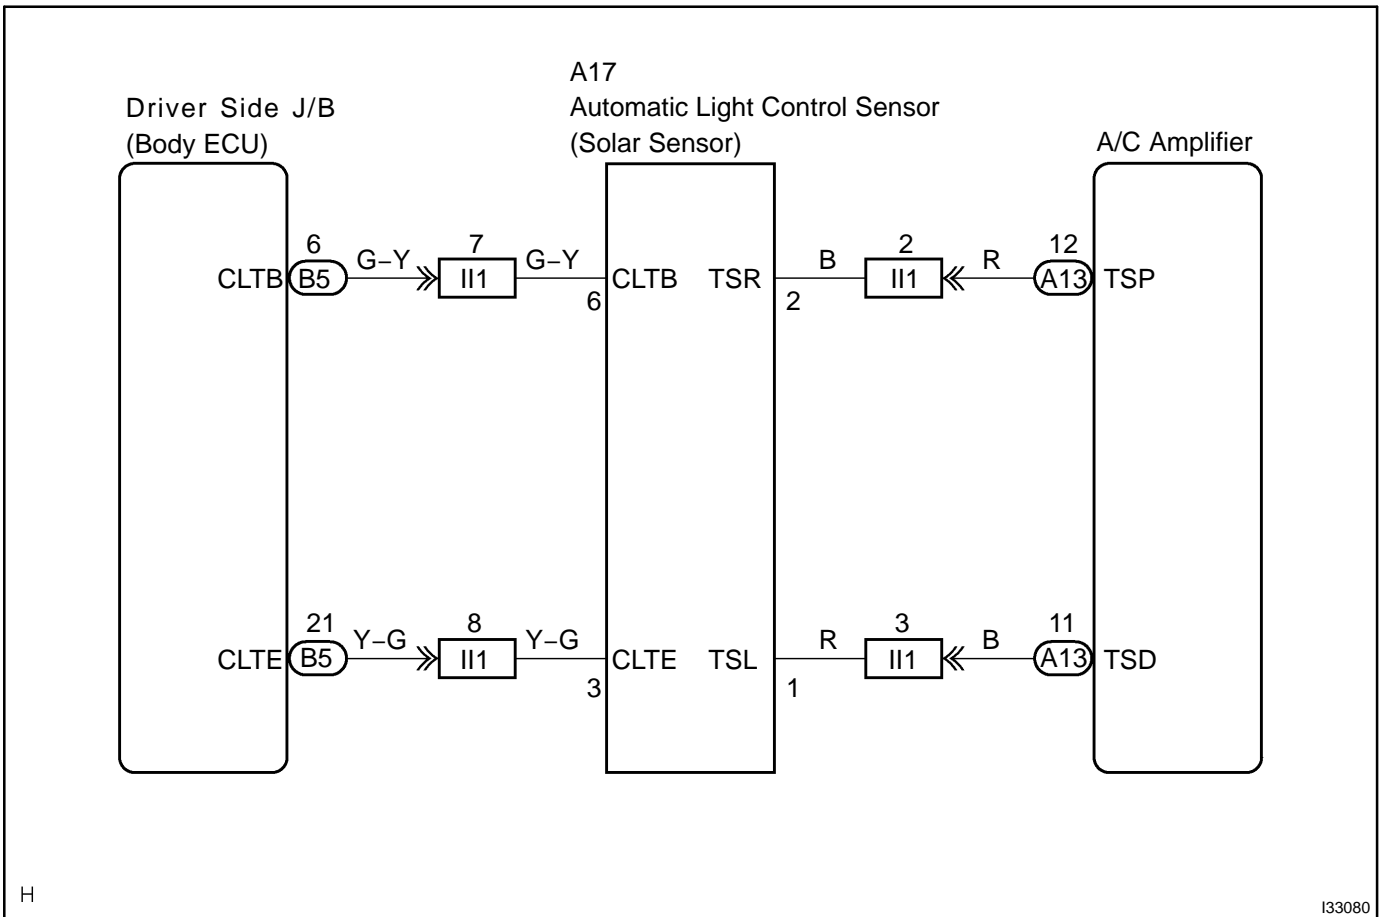 A17
Automatic Light Control Sensor
(Solar Sensor)
Driver Side J/B
(Body ECU)
A/C Amplifier
6
G–Y
7
G–Y
B
2
R
12
CLTB
B5
II1
6
CLTB
TSR
2
II1
A13
TSP
21
Y–G
8
Y–G
R
3
B
11
CLTE
B5
II1
3
CLTE
TSL
1
II1
A13
TSD
H
I33080